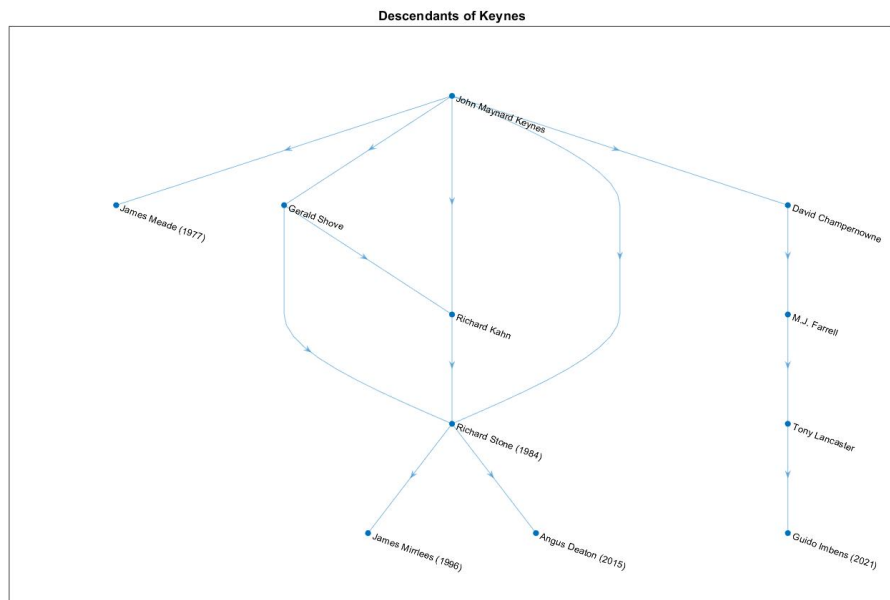 Descendants of Keynes
John Maynard Keynes
James Meade (1977)
Gerald Shove
David Champernowne
Richard Kahn
M.J. Farrell
Richard Stone (1984)
Tony Lancaster
James Mirrlees (1996)
Angus Deaton (2015)
Guido Imbens (2021)